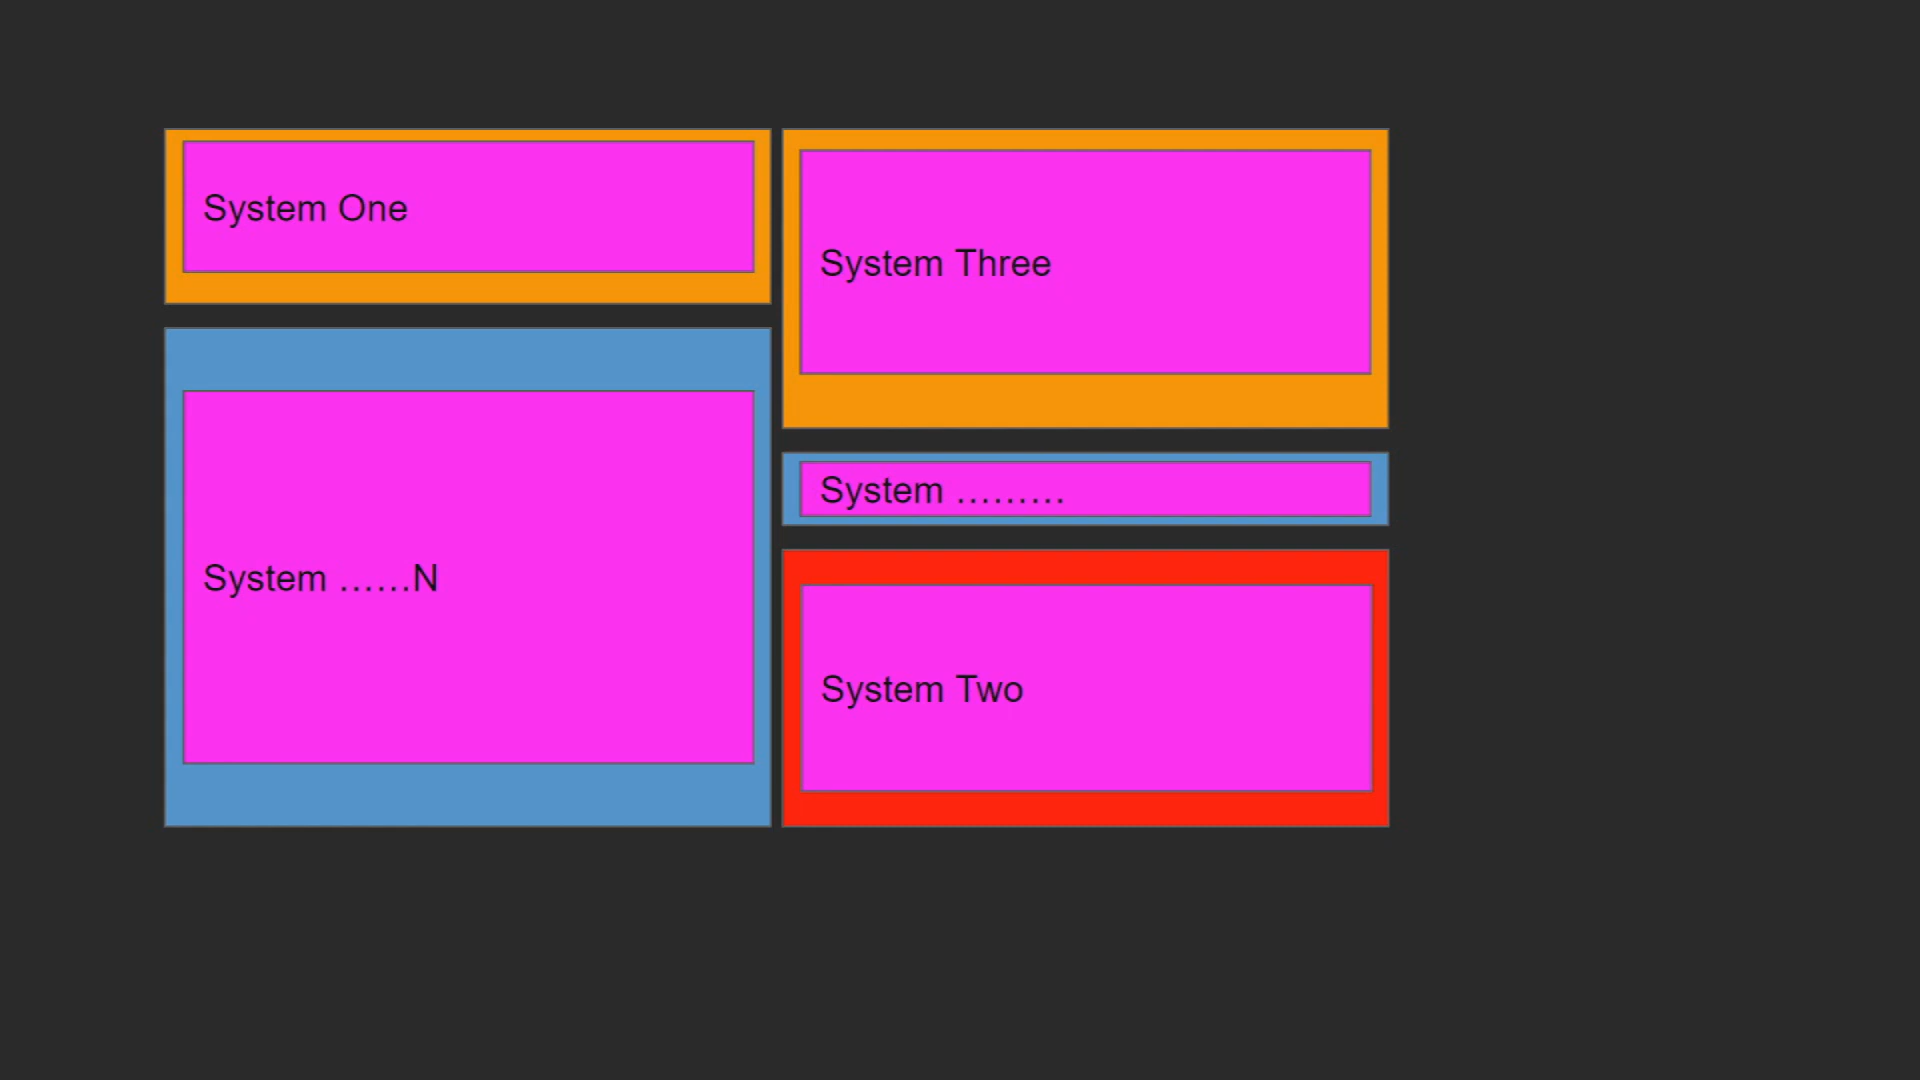 System One
System ......N
System Three
System .........
System Two